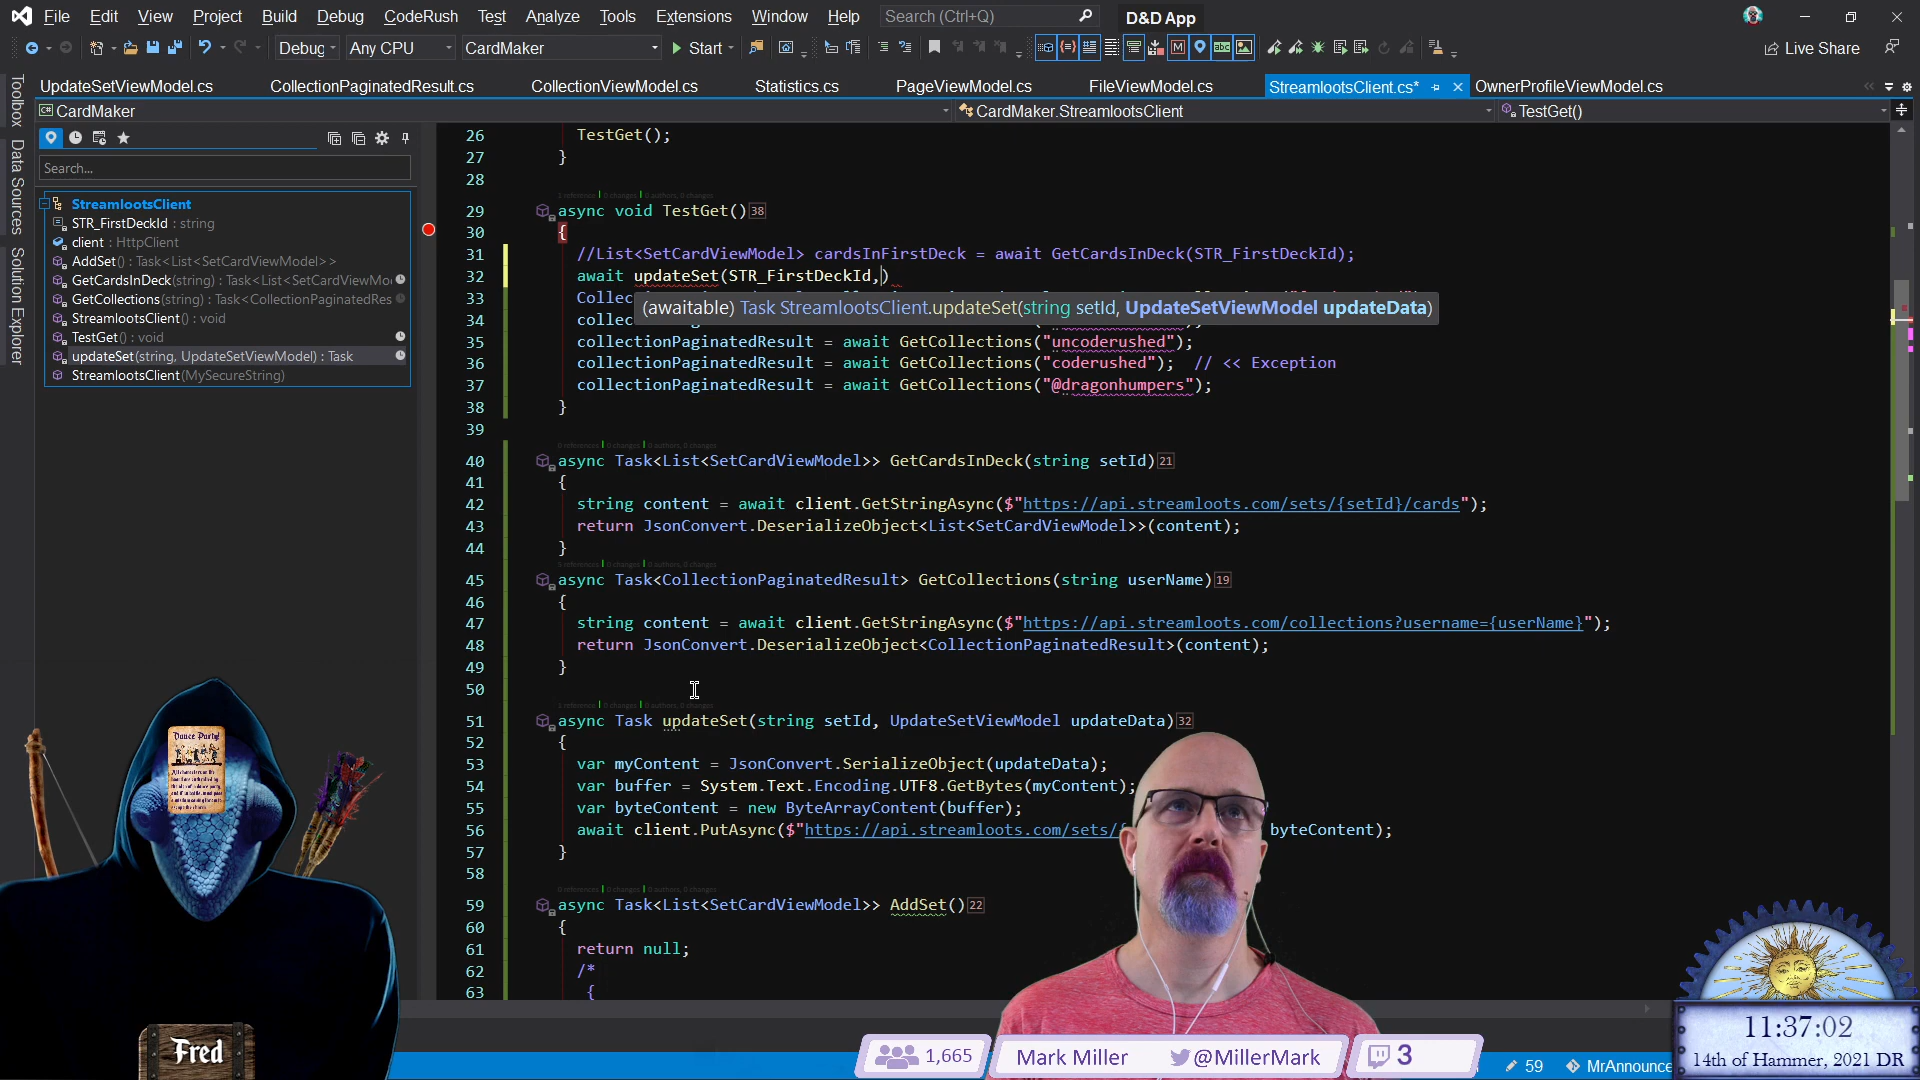 File Edit View Project Build Debug CodeRush Test Analyze Tools Extensions Window Help Search (Ctrl+Q) D&D App
Debug Any CPU CardMaker Start Live Share
UpdateSetViewModel.cs CollectionPaginatedResult.cs CollectionViewModel.cs Statistics.cs PageViewModel.cs FileViewModel.cs StreamlootsClient.cs* OwnerProfileViewModel.cs
Toolbox
Data Sources
Solution Explorer
CardMaker CardMaker.StreamlootsClient TestGet()
Search...
StreamlootsClient
STR_FirstDeckId : string
client : HttpClient
AddSet() : Task<List<SetCardViewModel>>
GetCardsInDeck(string) : Task<List<SetCardViewMo
GetCollections(string) : Task<CollectionPaginatedRes
StreamlootsClient() : void
TestGet() : void
updateSet(string, UpdateSetViewModel) : Task
StreamlootsClient(MySecureString)
26 TestGet();
27 }
28
29 async void TestGet() 38
30 {
31 //List<SetCardViewModel> cardsInFirstDeck = await GetCardsInDeck(STR_FirstDeckId);
32 await updateSet(STR_FirstDeckId,)
33 Collec
(awaitable) Task StreamlootsClient.updateSet(string setId, UpdateSetViewModel updateData)
34 collec
35 collectionPaginatedResult = await GetCollections("uncoderushed");
36 collectionPaginatedResult = await GetCollections("coderushed"); // << Exception
37 collectionPaginatedResult = await GetCollections("@dragonhumpers");
38 }
39
40 async Task<List<SetCardViewModel>> GetCardsInDeck(string setId) 21
41 {
42 string content = await client.GetStringAsync($"https://api.streamloots.com/sets/{setId}/cards");
43 return JsonConvert.DeserializeObject<List<SetCardViewModel>>(content);
44 }
45 async Task<CollectionPaginatedResult> GetCollections(string userName) 19
46 {
47 string content = await client.GetStringAsync($"https://api.streamloots.com/collections?username={userName}");
48 return JsonConvert.DeserializeObject<CollectionPaginatedResult>(content);
49 }
50
51 async Task updateSet(string setId, UpdateSetViewModel updateData) 32
52 {
53 var myContent = JsonConvert.SerializeObject(updateData);
54 var buffer = System.Text.Encoding.UTF8.GetBytes(myContent);
55 var byteContent = new ByteArrayContent(buffer);
56 await client.PutAsync($"https://api.streamloots.com/sets/{ byteContent);
57 }
58
59 async Task<List<SetCardViewModel>> AddSet() 22
60 {
61 return null;
62 /*
63 {
Dance Party!
Fred
1,665 Mark Miller @MillerMark 3
11:37:02
14th of Hammer, 2021 DR
59 MrAnnounce